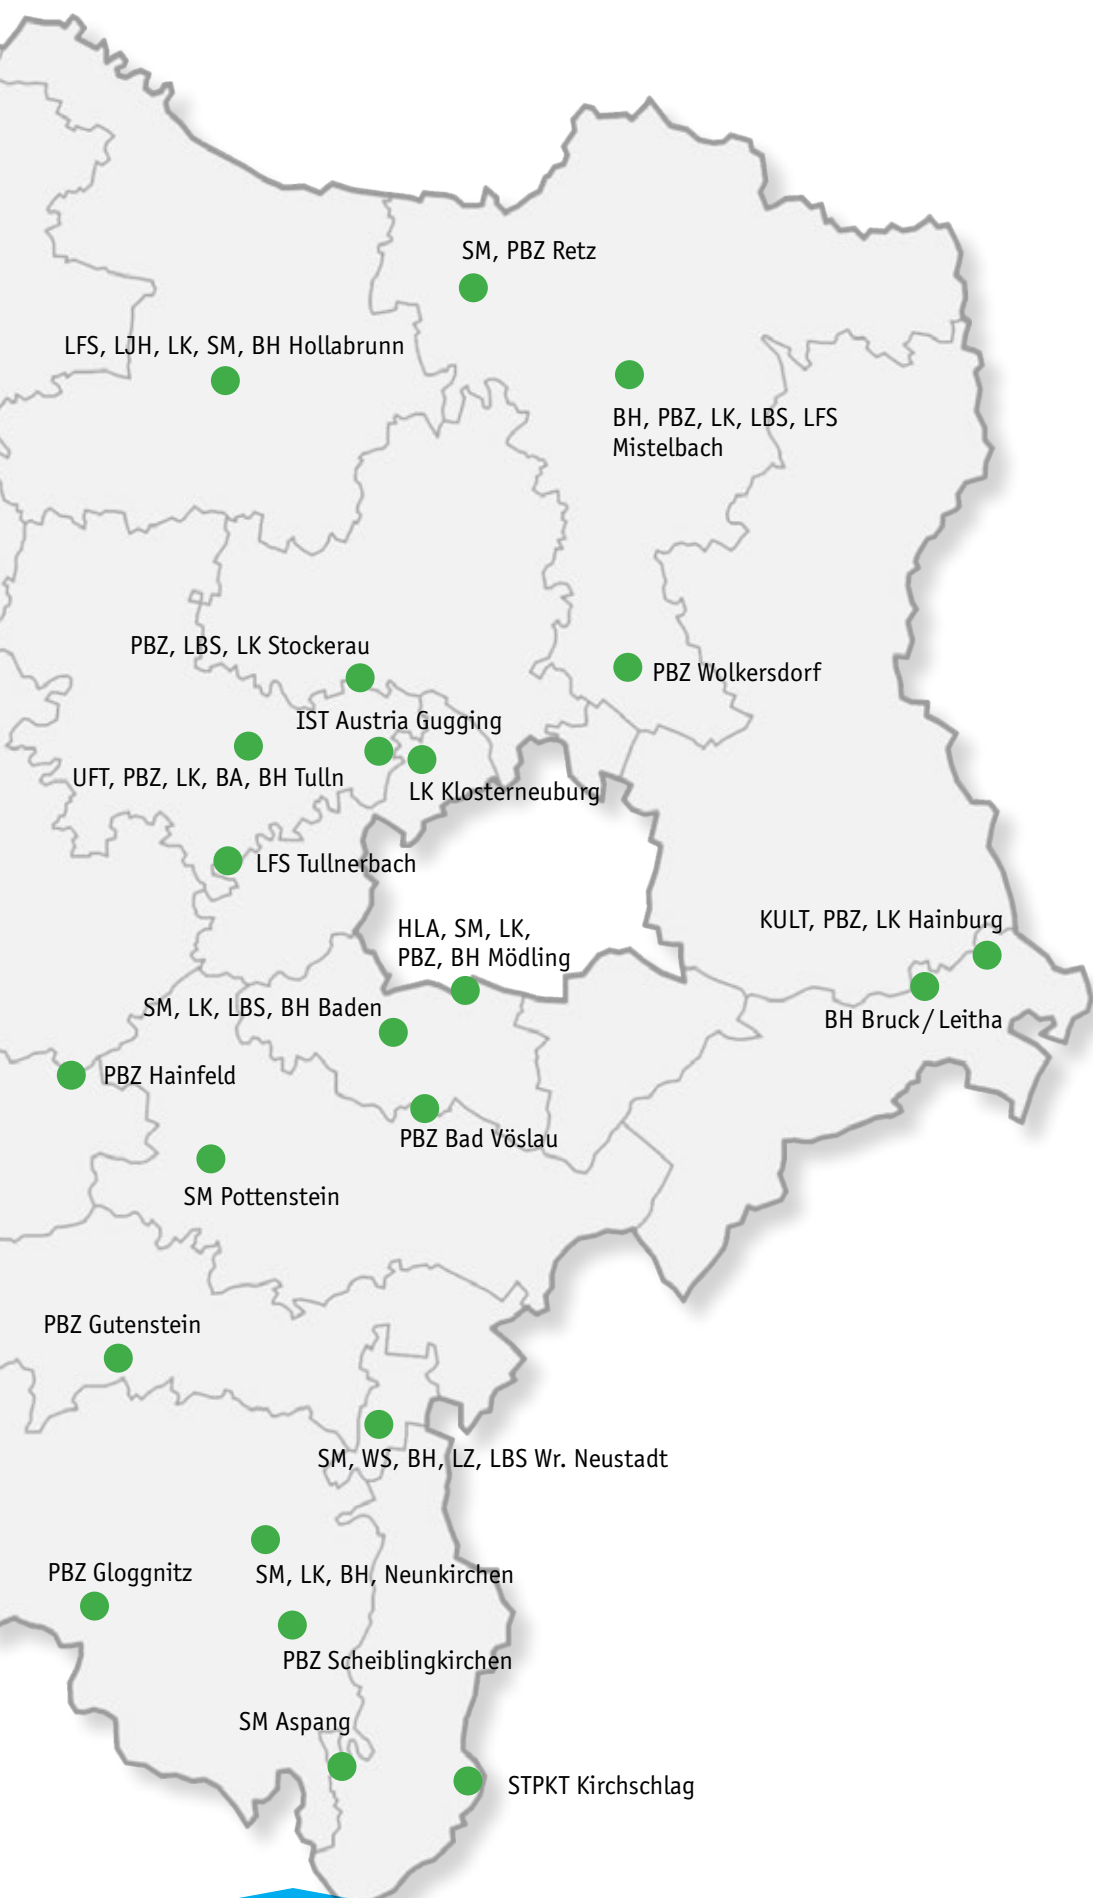 SM, PBZ Retz
LFS, LJH, LK, SM, BH Hollabrunn
BH, PBZ, LK, LBS, LFS
Mistelbach
PBZ, LBS, LK Stockerau
PBZ Wolkersdorf
IST Austria Gugging
UFT, PBZ, LK, BA, BH Tulln
LK Klosterneuburg
LFS Tullnerbach
KULT, PBZ, LK Hainburg
HLA, SM, LK,
PBZ, BH Mödling
SM, LK, LBS, BH Baden
BH Bruck/Leitha
PBZ Hainfeld
PBZ Bad Vöslau
SM Pottenstein
PBZ Gutenstein
SM, WS, BH, LZ, LBS Wr. Neustadt
PBZ Gloggnitz
SM, LK, BH, Neunkirchen
PBZ Scheiblingkirchen
SM Aspang
STPKT Kirchschlag